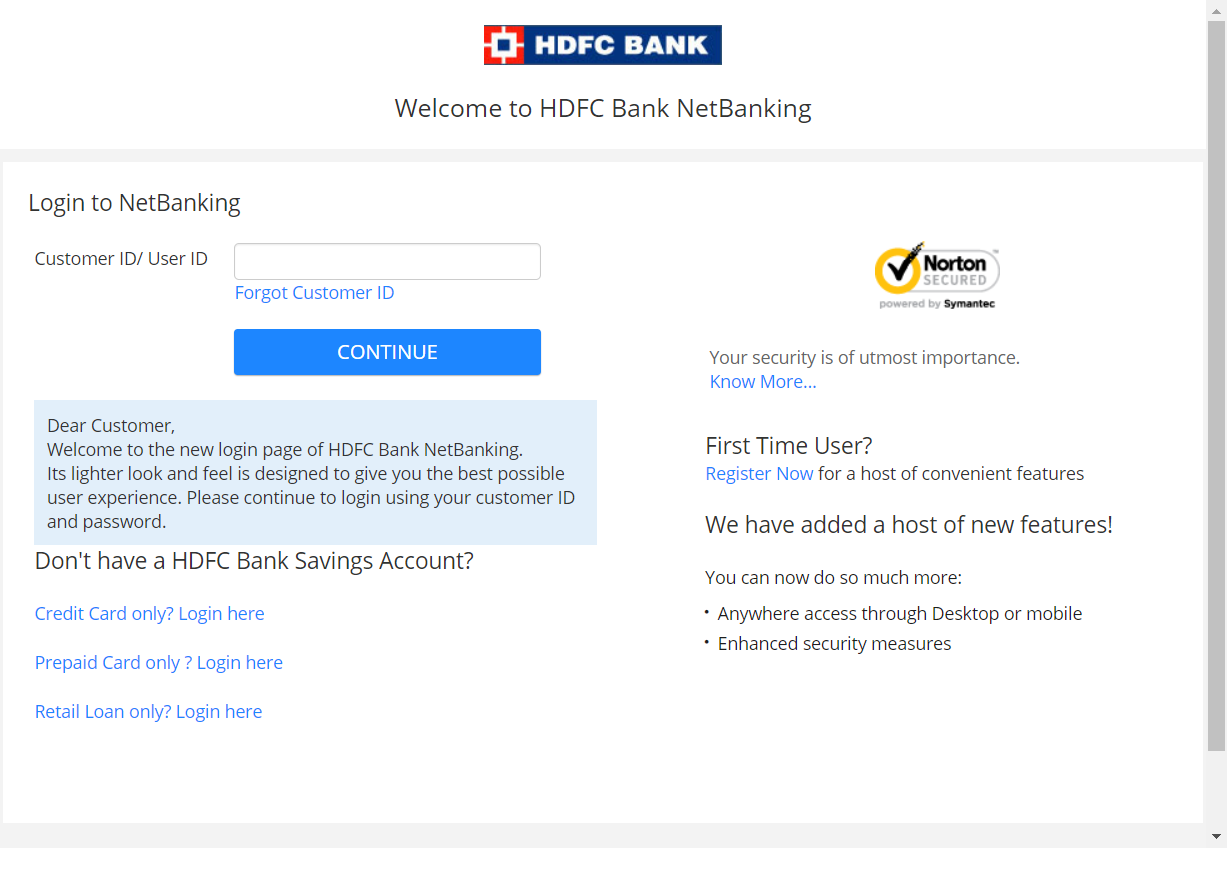 HDFC BANK
Welcome to HDFC Bank NetBanking
Login to NetBanking
Customer ID/ User ID
Forgot Customer ID
CONTINUE
Dear Customer,
Welcome to the new login page of HDFC Bank NetBanking.
Its lighter look and feel is designed to give you the best possible
user experience. Please continue to login using your customer ID
and password.
Don't have a HDFC Bank Savings Account?
Credit Card only? Login here
Prepaid Card only ? Login here
Retail Loan only? Login here
Norton
SECURED
powered by Symantec
Your security is of utmost importance.
Know More...
First Time User?
Register Now for a host of convenient features
We have added a host of new features!
You can now do so much more:
• Anywhere access through Desktop or mobile
• Enhanced security measures